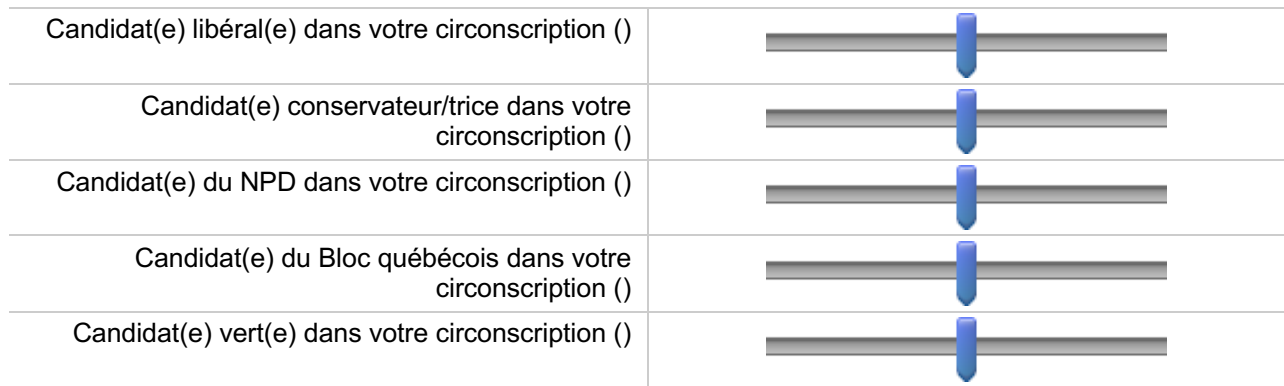 Candidat(e) libéral(e) dans votre circonscription ()
Candidat(e) conservateur/trice dans votre
circonscription ()
Candidat(e) du NPD dans votre circonscription ()
Candidat(e) du Bloc québécois dans votre
circonscription ()
Candidat(e) vert(e) dans votre circonscription ()